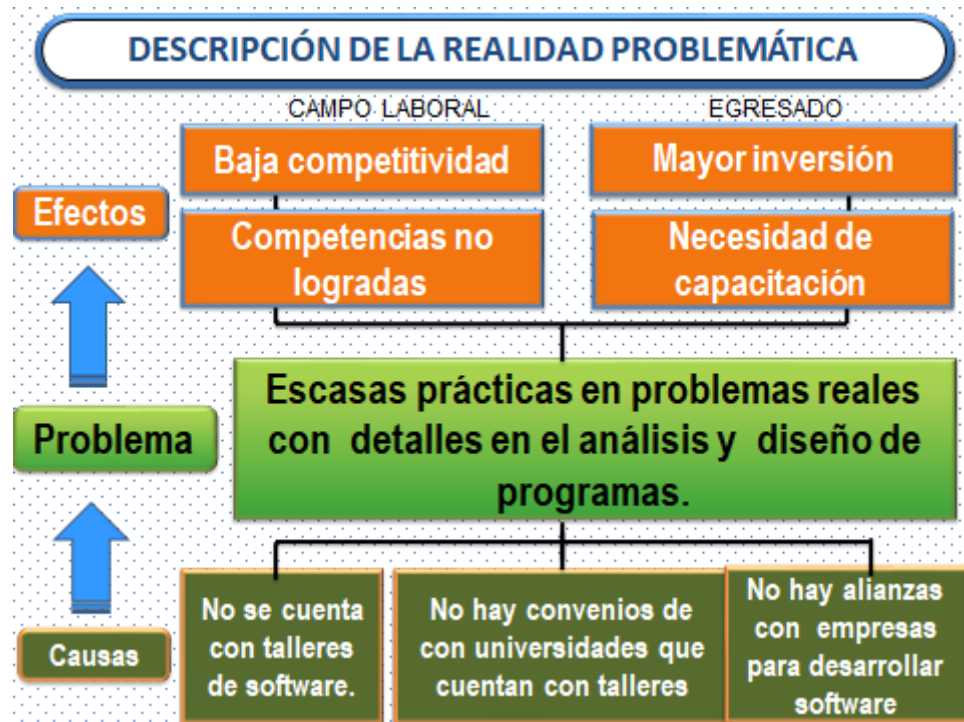 DESCRIPCIÓN DE LA REALIDAD PROBLEMÁTICA
CAMPO LABORAL
EGRESADO
Baja competitividad
Mayor inversión
Efectos
Competencias no
logradas
Necesidad de
capacitación
Problema
Escasas prácticas en problemas reales
con detalles en el análisis y diseño de
programas.
Causas
No se cuenta
con talleres
de software.
No hay convenios de
con universidades que
cuentan con talleres
No hay alianzas
con empresas
para desarrollar
software